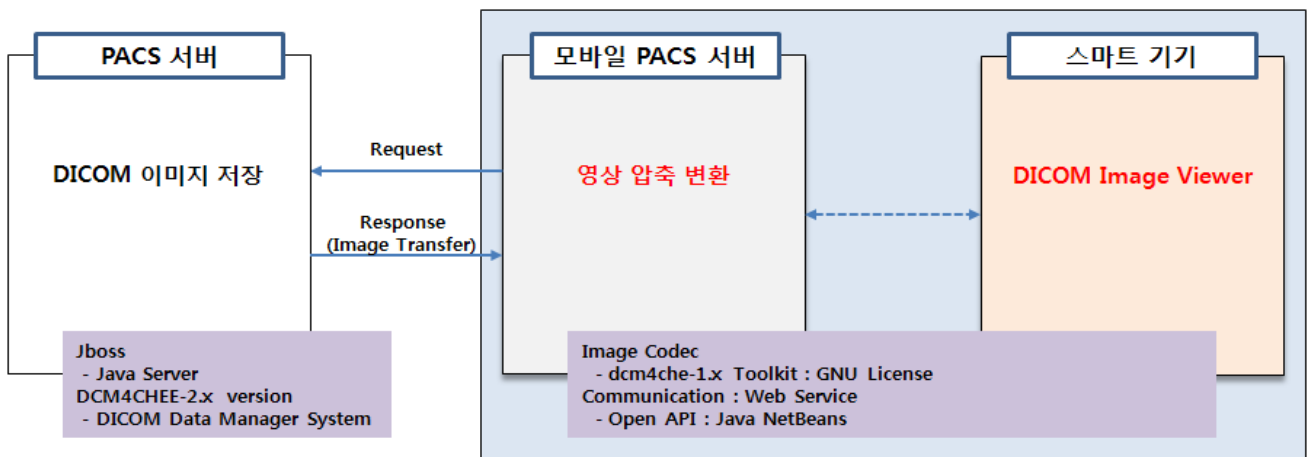 PACS 서버
DICOM 이미지 저장
Request
Response
(Image Transfer)
Jboss
- Java Server
DCM4CHEE-2.x version
- DICOM Data Manager System
모바일 PACS 서버
영상 압축 변환
스마트 기기
DICOM Image Viewer
Image Codec
- dcm4che-1.x Toolkit : GNU License
Communication : Web Service
- Open API : Java NetBeans